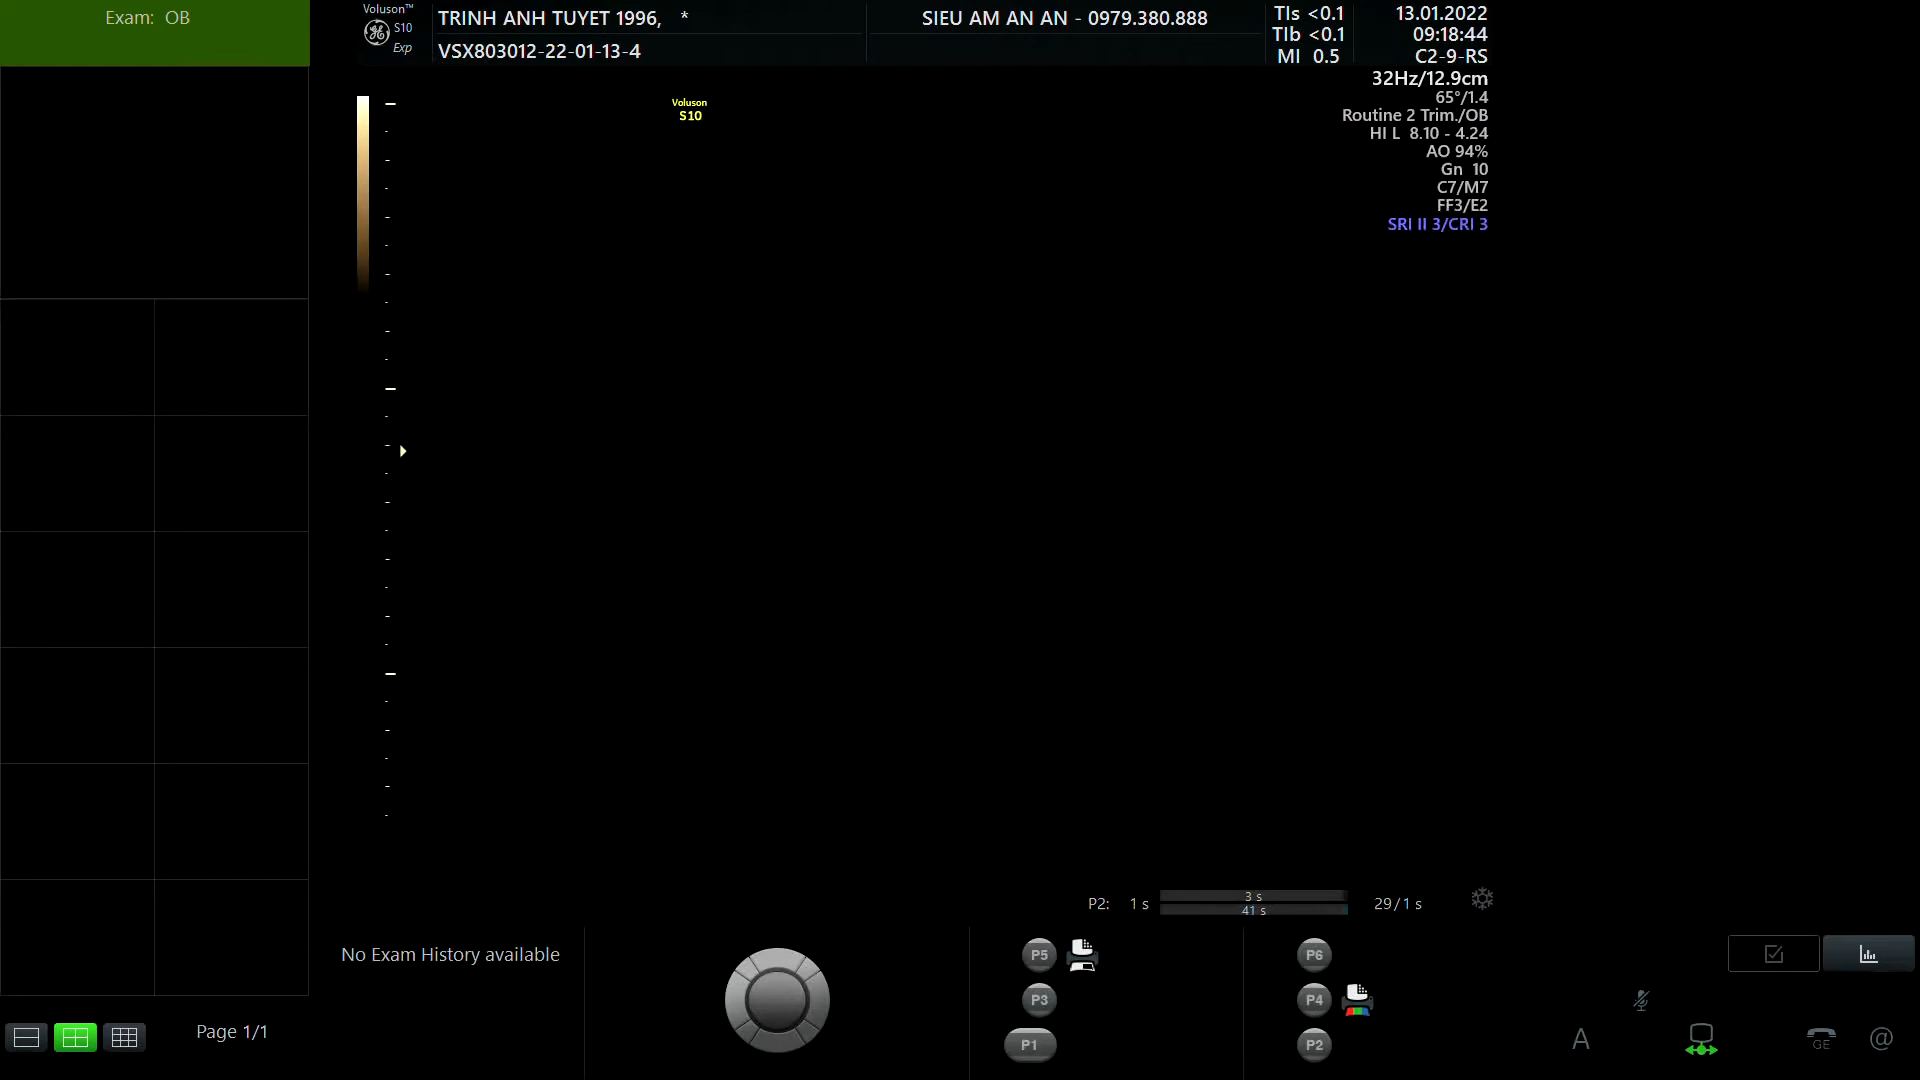 Exam: OB
Voluson™
S10
Exp
TRINH ANH TUYET 1996, *
VSX803012-22-01-13-4
SIEU AM AN AN - 0979.380.888
TIs <0.1
TIb <0.1
MI 0.5
13.01.2022
09:18:44
C2-9-RS
32Hz/12.9cm
65°/1.4
Routine 2 Trim./OB
HI L 8.10 - 4.24
AO 94%
Gn 10
C7/M7
FF3/E2
SRI II 3/CRI 3
Voluson
S10
P2: 1 s
3 s
41 s
29/1 s
No Exam History available
P5
P3
P1
P6
P4
P2
Page 1/1
A
GE
@